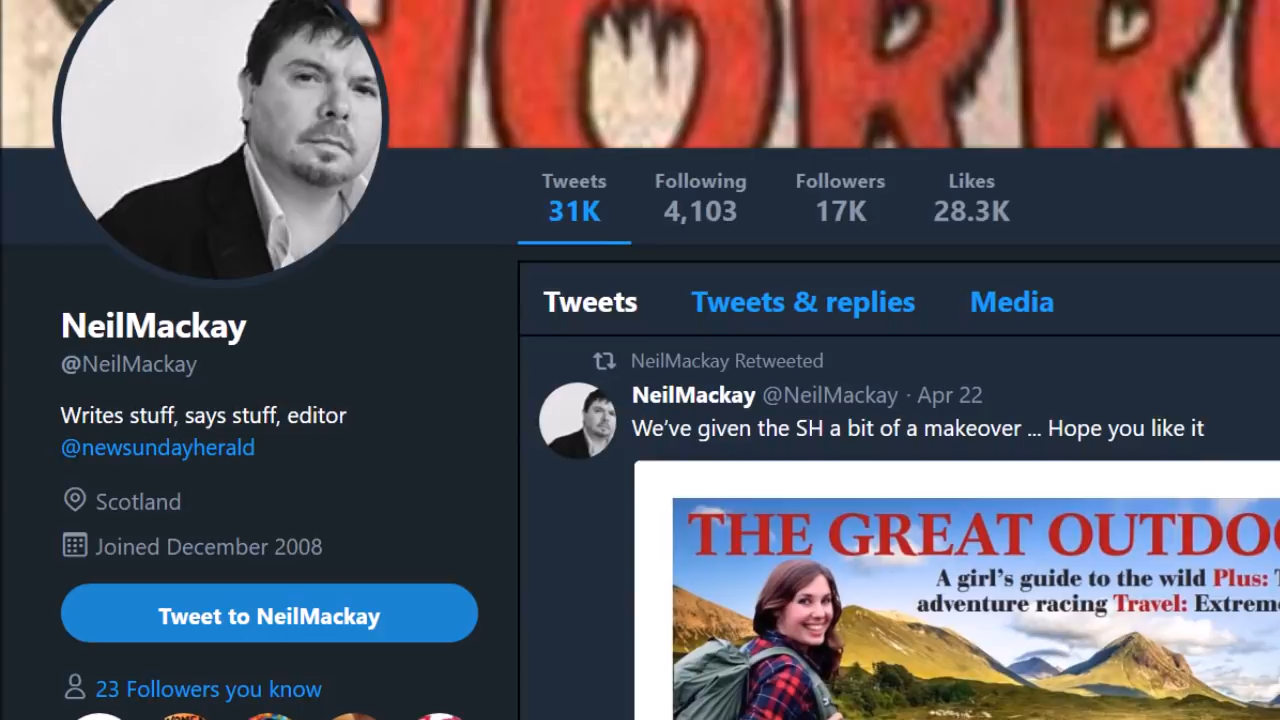 HORRO
Tweets Following Followers Likes
31K 4,103 17K 28.3K
NeilMackay
@NeilMackay
Writes stuff, says stuff, editor
@newsundayherald
Scotland
Joined December 2008
Tweet to NeilMackay
23 Followers you know
Tweets Tweets & replies Media
NeilMackay Retweeted
NeilMackay @NeilMackay · Apr 22
We've given the SH a bit of a makeover ... Hope you like it
THE GREAT OUTDOO
A girl's guide to the wild Plus: T
adventure racing Travel: Extreme